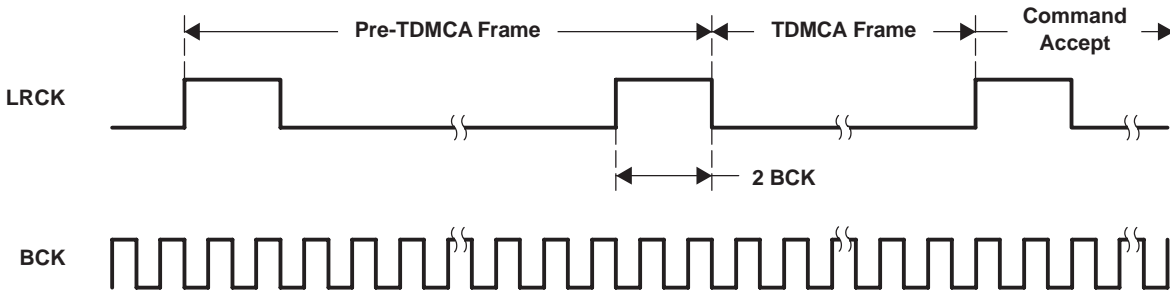 Pre-TDMCA Frame
TDMCA Frame
Command
Accept
LRCK
2 BCK
BCK